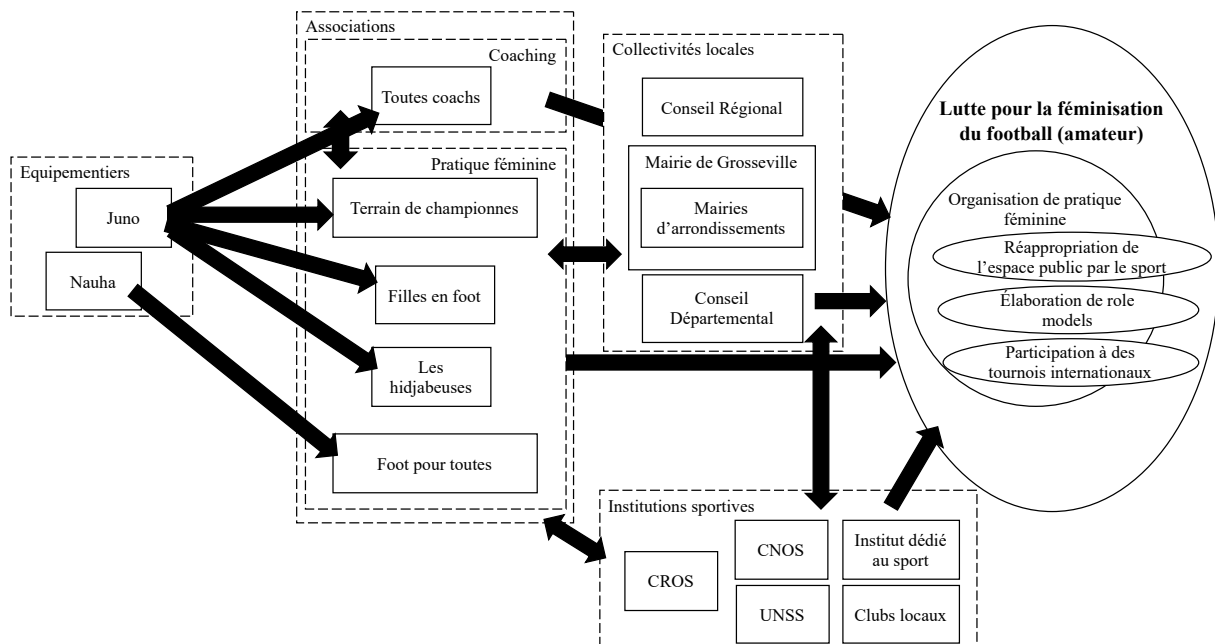 Associations
Coaching
Toutes coachs
Pratique féminine
Terrain de championnes
Filles en foot
Les
hidjabeuses
Foot pour toutes
Equipementiers
Juno
Nauha
Collectivités locales
Conseil Régional
Mairie de Grosseville
Mairies
d’arrondissements
Conseil
Départemental
Lutte pour la féminisation
du football (amateur)
Organisation de pratique
féminine
Réappropriation de
l’espace public par le sport
Élaboration de role
models
Participation à des
tournois internationaux
Institutions sportives
CROS
CNOS
UNSS
Institut dédié
au sport
Clubs locaux